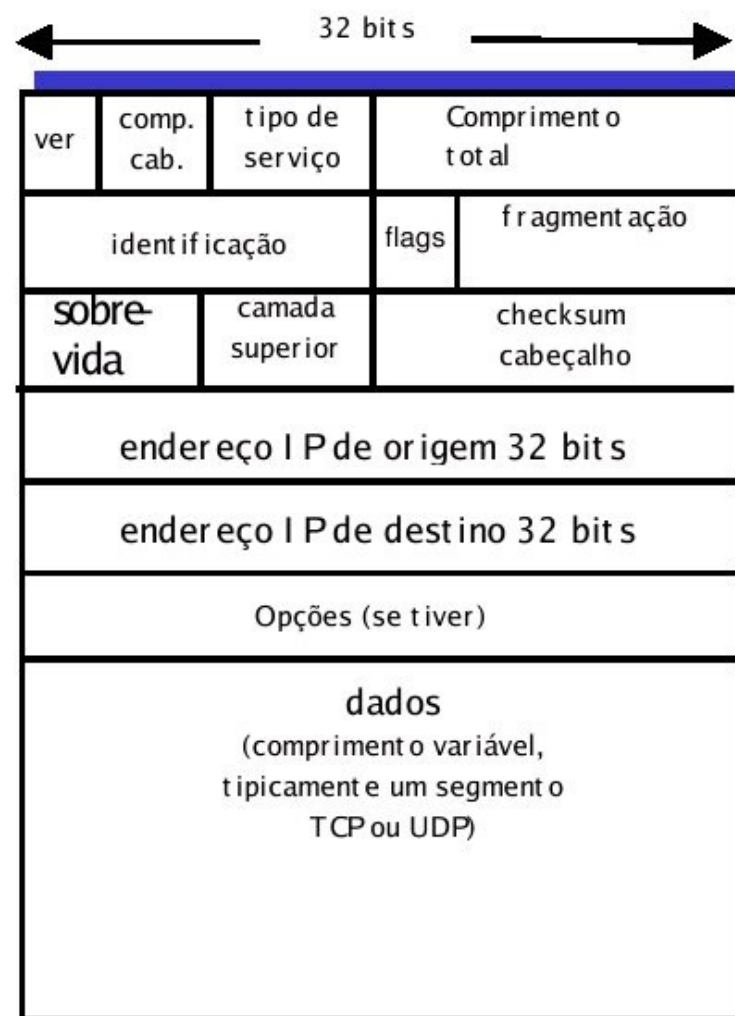 32 bits
ver
comp.
cab.
tipo de
serviço
Comprimento
total
identificação
flags
fragmentação
sobre-
vida
camada
superior
checksum
cabeçalho
endereço IP de origem 32 bits
endereço IP de destino 32 bits
Opções (se tiver)
dados
(comprimento variável,
tipicamente um segmento
TCP ou UDP)